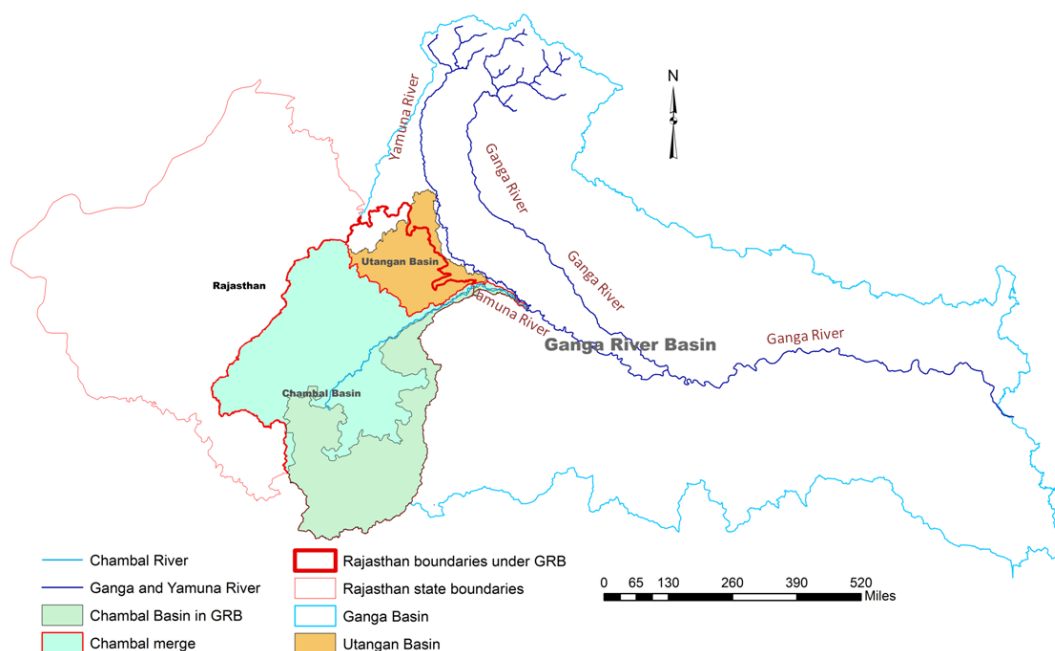 N
Yamuna River
Ganga River
Utangan Basin
Rajasthan
Ganga River
Yamuna River
Ganga River Basin
Ganga River
Chambal Basin
Chambal River
Ganga and Yamuna River
Chambal Basin in GRB
Chambal merge
Rajasthan boundaries under GRB
Rajasthan state boundaries
Ganga Basin
Utangan Basin
0 65 130 260 390 520
Miles